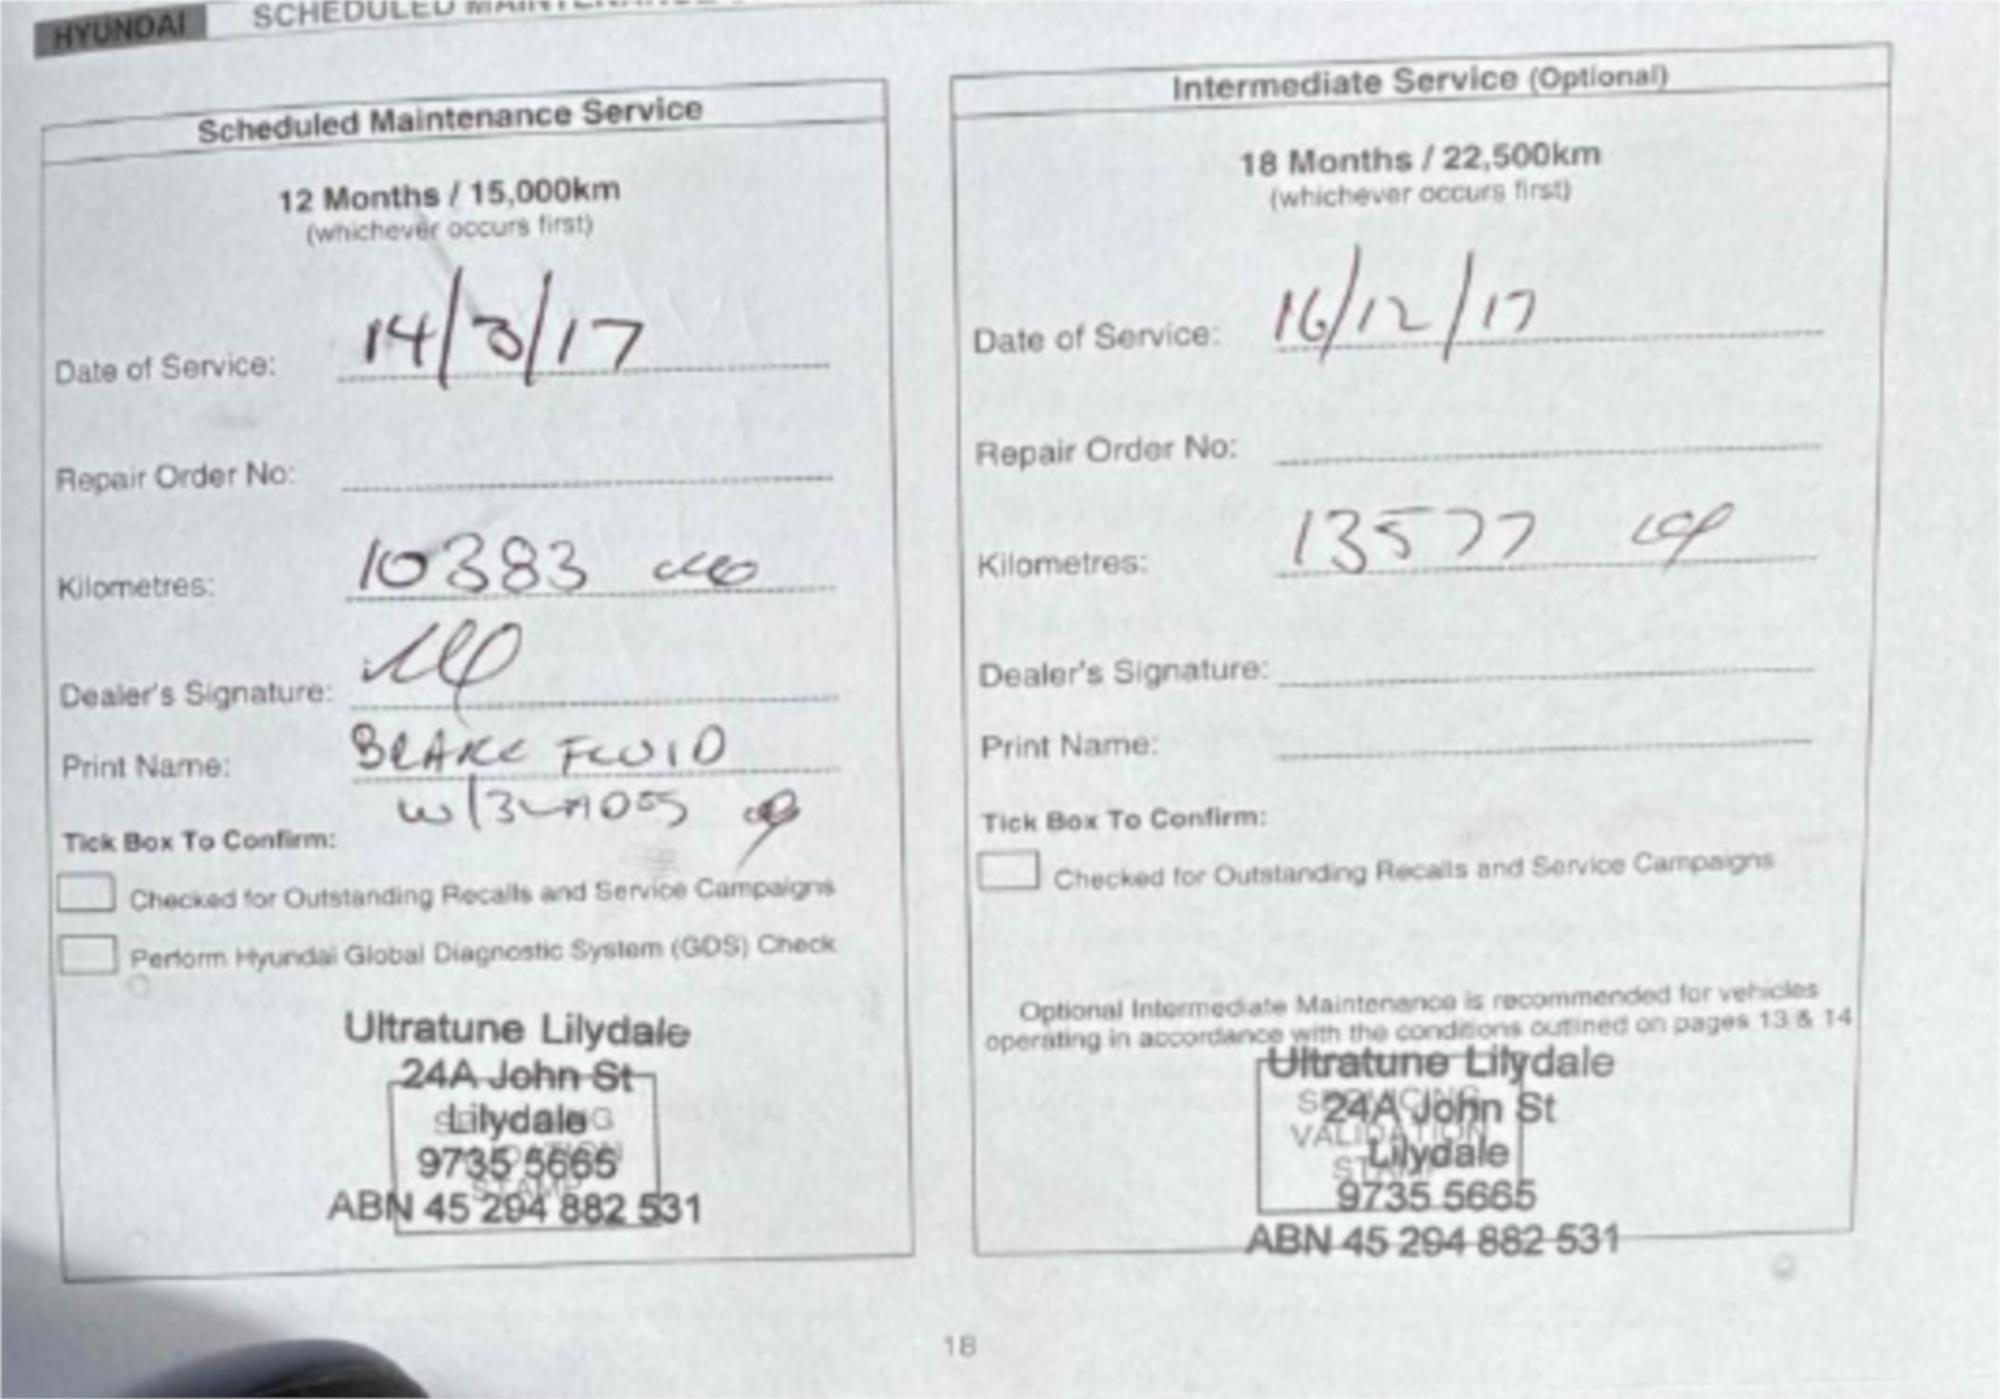 HYUNDAI
SCHEDULED MAINTENANCE
Scheduled Maintenance Service
12 Months / 15,000km
(whichever occurs first)
Date of Service: 14/3/17
Repair Order No:
Kilometres: 10383
Dealer's Signature:
Print Name: BRAKE FLUID
Tick Box To Confirm:
Checked for Outstanding Recalls and Service Campaigns
Perform Hyundai Global Diagnostic System (GDS) Check
Ultratune Lilydale
24A John St
Lilydale
9735 5665
ABN 45 294 882 531
Intermediate Service (Optional)
18 Months / 22,500km
(whichever occurs first)
Date of Service: 16/12/17
Repair Order No:
Kilometres: 13577
Dealer's Signature:
Print Name:
Tick Box To Confirm:
Checked for Outstanding Recalls and Service Campaigns
Optional Intermediate Maintenance is recommended for vehicles
operating in accordance with the conditions outlined on pages 13 & 14
SERVICING
VALIDATION
STAMP
Ultratune Lilydale
24A John St
Lilydale
9735 5665
ABN 45 294 882 531
18